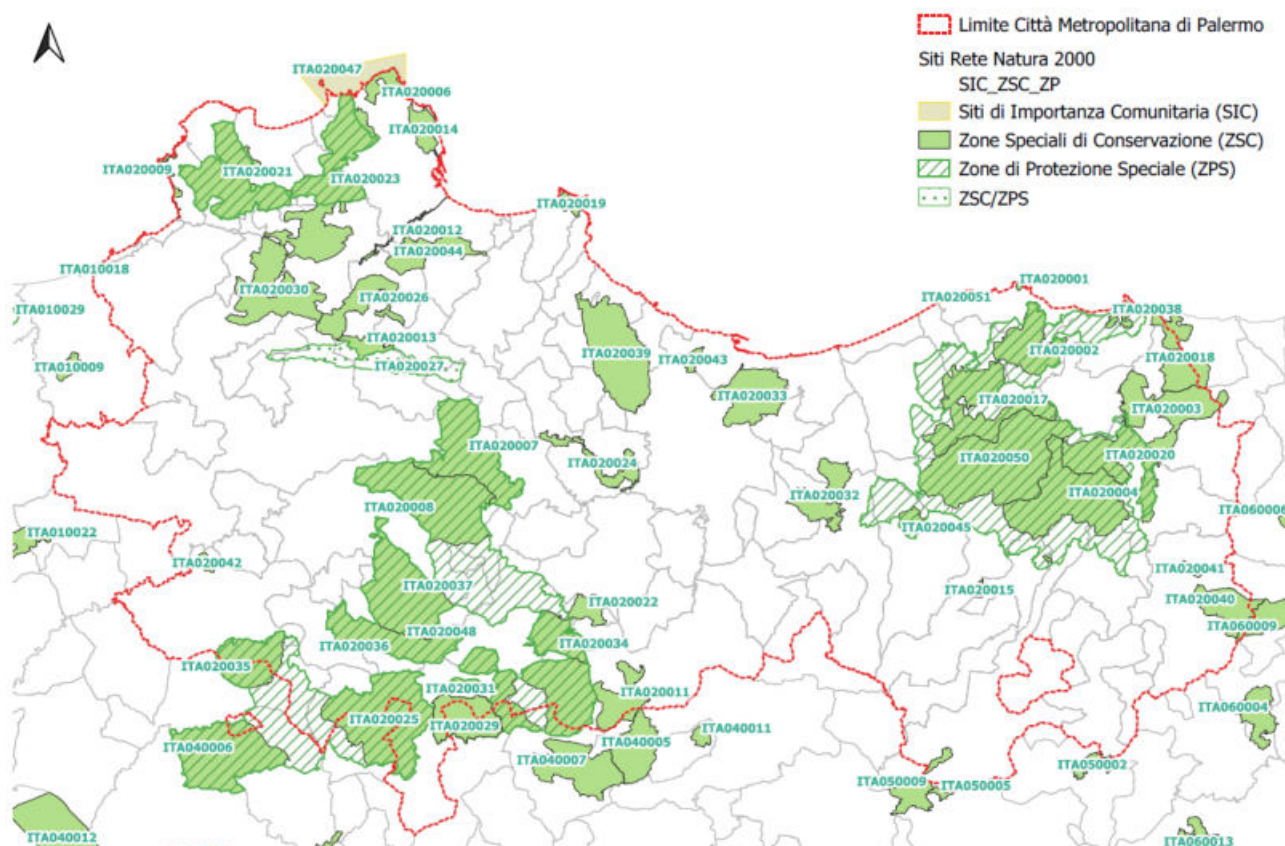 Limite Città Metropolitana di Palermo
Siti Rete Natura 2000
SIC_ZSC_ZP
Siti di Importanza Comunitaria (SIC)
Zone Speciali di Conservazione (ZSC)
Zone di Protezione Speciale (ZPS)
ZSC/ZPS
ITA020047
ITA020006
ITA020014
ITA020009
ITA020021
ITA020023
ITA020019
ITA020012
ITA020044
ITA010018
ITA020030
ITA020026
ITA020001
ITA020051
ITA010029
ITA020038
ITA020013
ITA020039
ITA020043
ITA020002
ITA020018
ITA010009
ITA020027
ITA020033
ITA020017
ITA020003
ITA020007
ITA020024
ITA020050
ITA020020
ITA020032
ITA020004
ITA020008
ITA060006
ITA010022
ITA020045
ITA020042
ITA020041
ITA020037
ITA020015
ITA020022
ITA020040
ITA020048
ITA060009
ITA020036
ITA020034
ITA020035
ITA020031
ITA020011
ITA060004
ITA020025
ITA020029
ITA040011
ITA040006
ITA040005
ITA040007
ITA050002
ITA050009
ITA050005
ITA040012
ITA060013